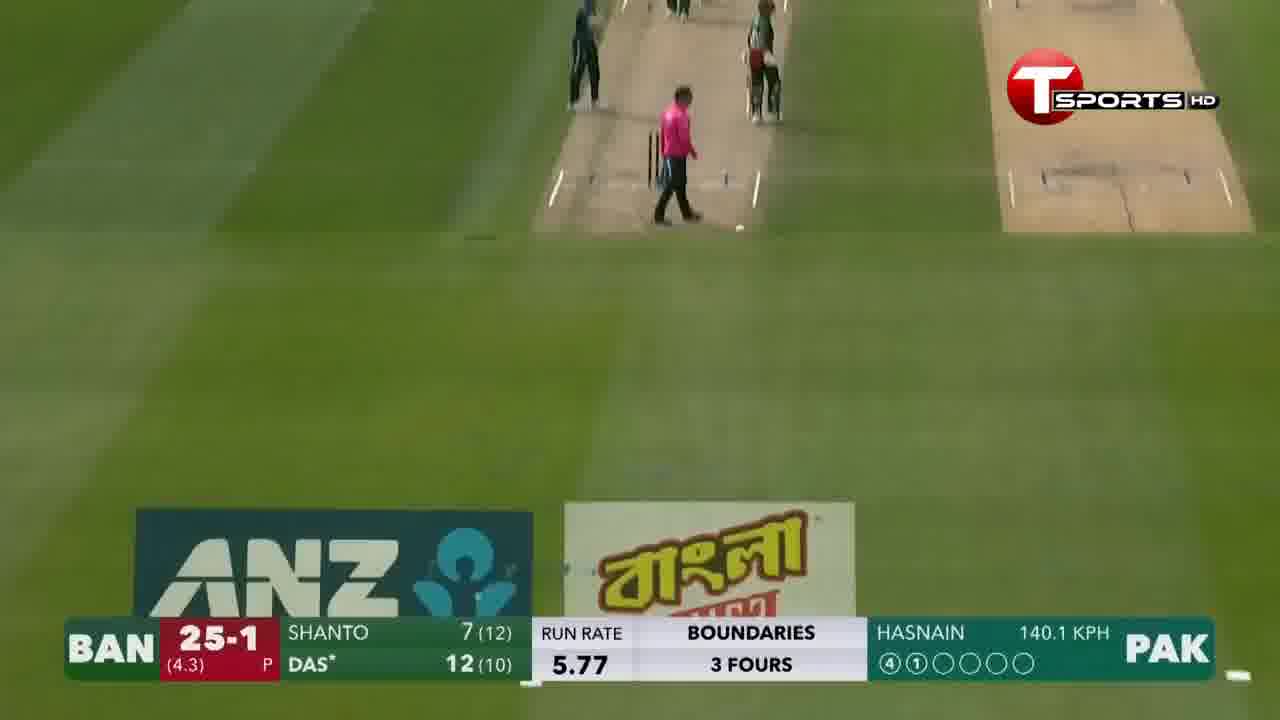 T SPORTS HD
ANZ
বাংলা
BAN 25-1 (4.3) P
SHANTO 7 (12)
DAS* 12 (10)
RUN RATE 5.77
BOUNDARIES 3 FOURS
HASNAIN 140.1 KPH
4 1
PAK